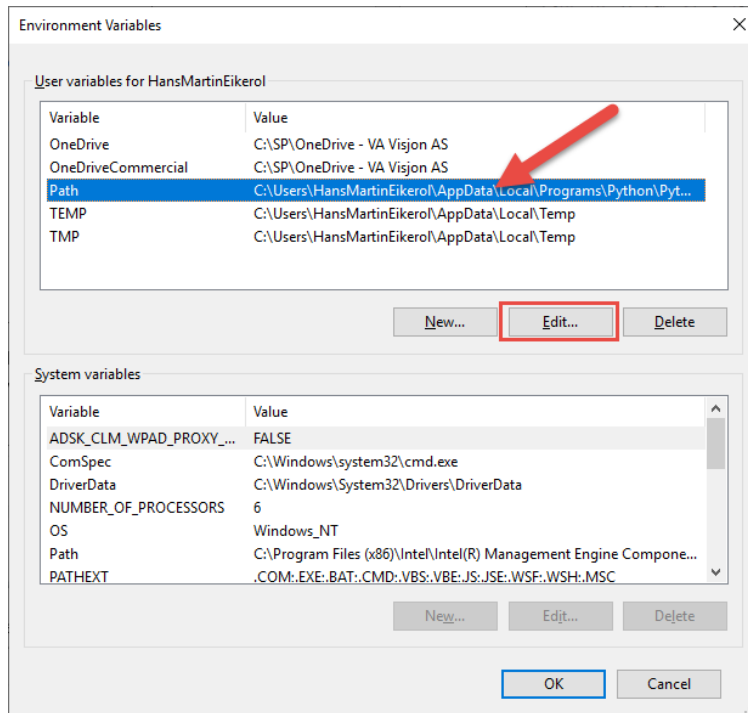 Environment Variables
User variables for HansMartinEikerol
Variable Value
OneDrive C:\SP\OneDrive - VA Visjon AS
OneDriveCommercial C:\SP\OneDrive - VA Visjon AS
Path C:\Users\HansMartinEikerol\AppData\Local\Programs\Python\Pyt...
TEMP C:\Users\HansMartinEikerol\AppData\Local\Temp
TMP C:\Users\HansMartinEikerol\AppData\Local\Temp
New... Edit... Delete
System variables
Variable Value
ADSK_CLM_WPAD_PROXY_... FALSE
ComSpec C:\Windows\system32\cmd.exe
DriverData C:\Windows\System32\Drivers\DriverData
NUMBER_OF_PROCESSORS 6
OS Windows_NT
Path C:\Program Files (x86)\Intel\Intel(R) Management Engine Compone...
PATHEXT .COM;.EXE;.BAT;.CMD;.VBS;.VBE;.JS;.JSE;.WSF;.WSH;.MSC
New... Edit... Delete
OK Cancel